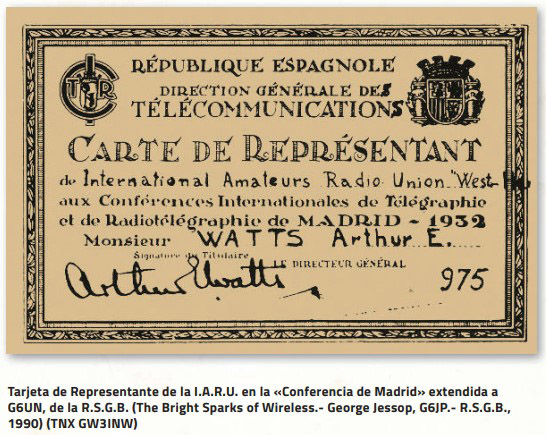 RÉPUBLIQUE ESPAGNOLE
DIRECTION GÉNÉRALE DES
TÉLÉCOMMUNICATIONS
CARTE DE REPRÉSENTANT
de International Amateurs Radio Union "West
aux Conférences Internationales de Télégraphie
et de Radiotélégraphie de MADRID - 1932
Monsieur WATTS Arthur E.
Signature du Titulaire
LE DIRECTEUR GÉNÉRAL
Arthur E Watts
975
Tarjeta de Representante de la I.A.R.U. en la «Conferencia de Madrid» extendida a
G6UN, de la R.S.G.B. (The Bright Sparks of Wireless.- George Jessop, G6JP.- R.S.G.B.,
1990) (TNX GW3INW)